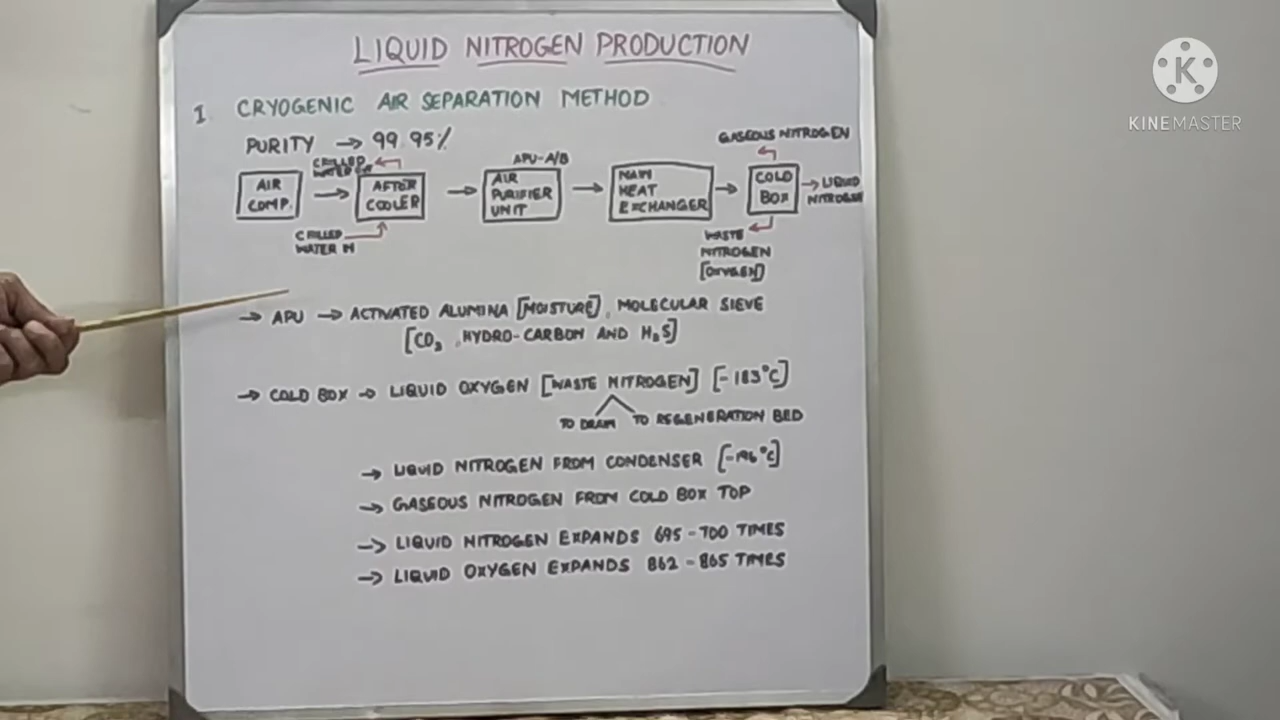 LIQUID NITROGEN PRODUCTION
I CRYOGENIC AIR SEPARATION METHOD
PURITY → 99.95%
CHILLED WATER OUT
APU-A/B
GASEOUS NITROGEN
AIR COMP. → AFTER COOLER → AIR PURIFIER UNIT → MAIN HEAT EXCHANGER → COLD BOX → LIQUID NITROGEN
CHILLED WATER IN
WASTE NITROGEN [OXYGEN]
→ APU → ACTIVATED ALUMINA [MOISTURE], MOLECULAR SIEVE
[CO2, HYDRO-CARBON AND H2S]
→ COLD BOX → LIQUID OXYGEN [WASTE NITROGEN] [-183°C]
TO DRAIN TO REGENERATION BED
→ LIQUID NITROGEN FROM CONDENSER [-196°C]
→ GASEOUS NITROGEN FROM COLD BOX TOP
→ LIQUID NITROGEN EXPANDS 695-700 TIMES
→ LIQUID OXYGEN EXPANDS 862-865 TIMES
KINEMASTER